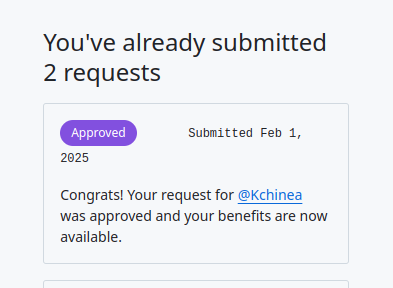 You've already submitted
2 requests
Approved Submitted Feb 1,
2025
Congrats! Your request for @Kchinea
was approved and your benefits are now
available.